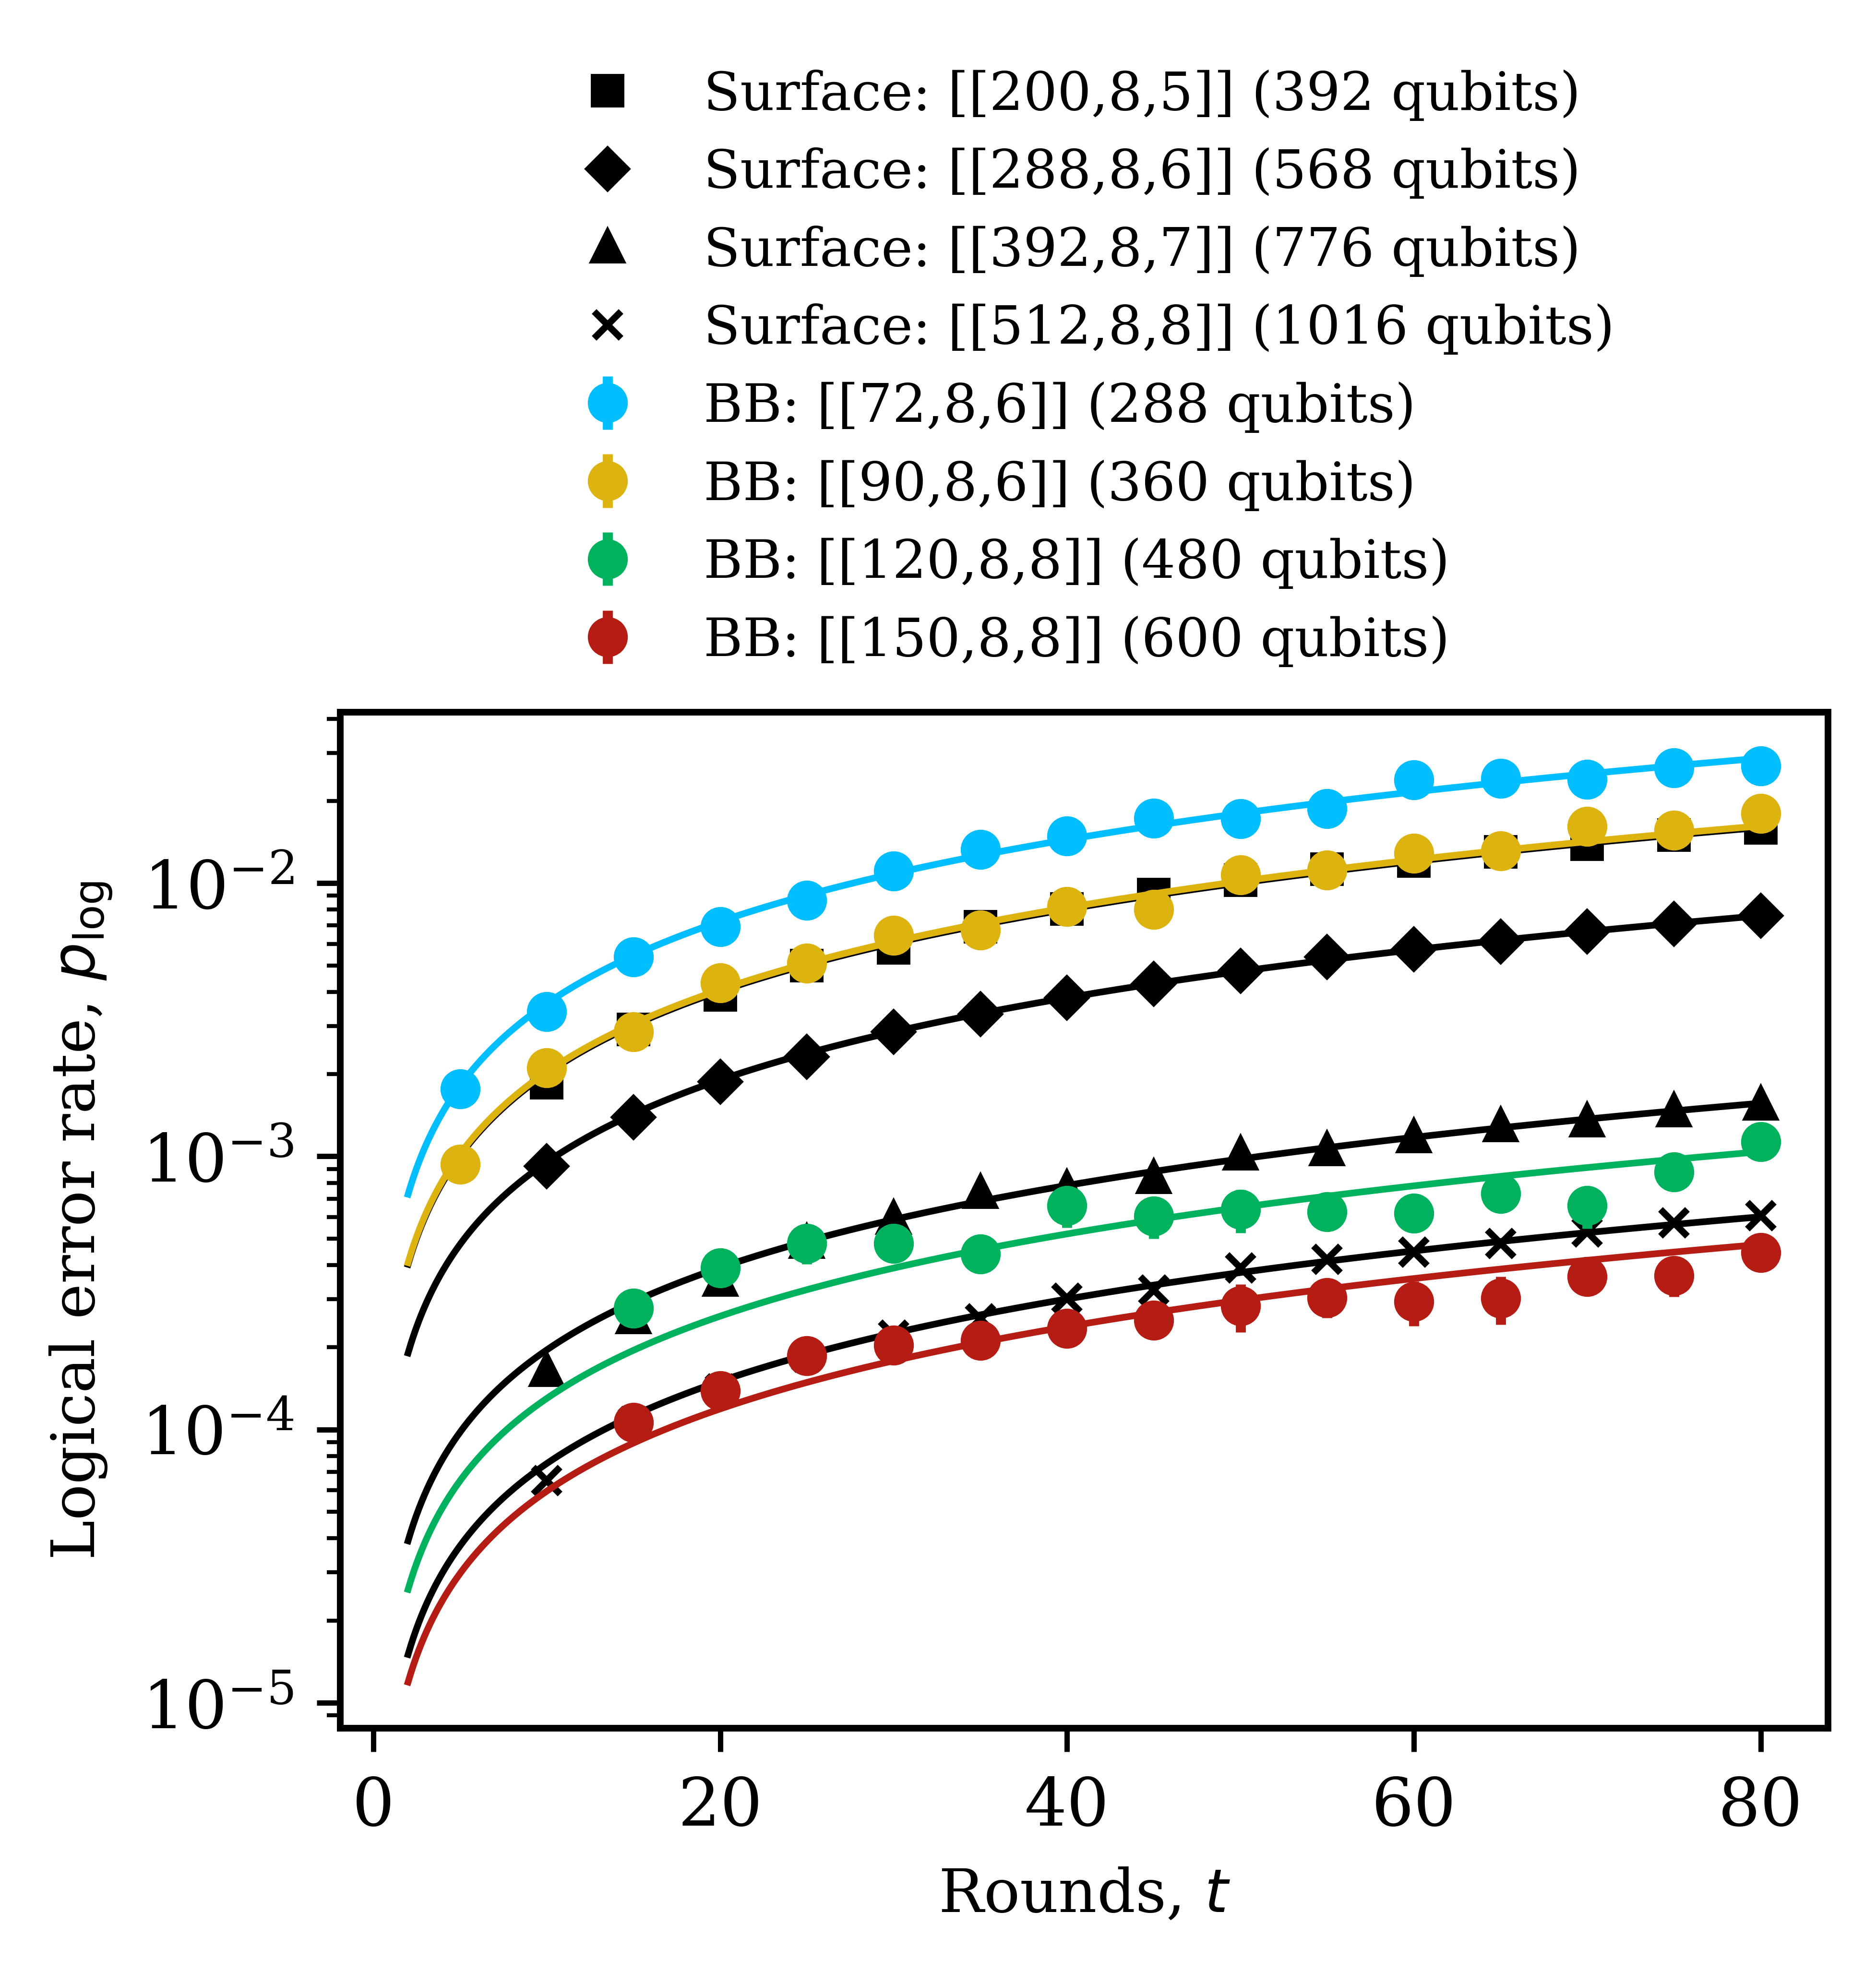 Surface: [[200,8,5]] (392 qubits)
Surface: [[288,8,6]] (568 qubits)
Surface: [[392,8,7]] (776 qubits)
Surface: [[512,8,8]] (1016 qubits)
BB: [[72,8,6]] (288 qubits)
BB: [[90,8,6]] (360 qubits)
BB: [[120,8,8]] (480 qubits)
BB: [[150,8,8]] (600 qubits)
Logical error rate, p_log
10⁻²
10⁻³
10⁻⁴
10⁻⁵
0 20 40 60 80
Rounds, t